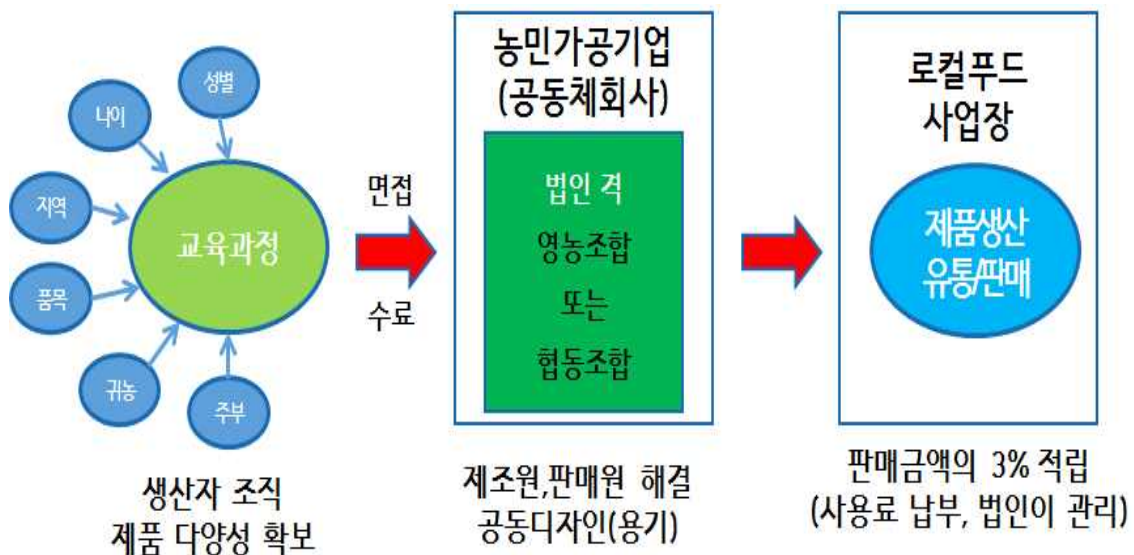 성별
나이
지역
품목
귀농
주부
교육과정
생산자 조직
제품 다양성 확보
면접
수료
농민가공기업
(공동체회사)
법인 격
영농조합
또는
협동조합
제조원,판매원 해결
공동디자인(용기)
로컬푸드
사업장
제품생산
유통/판매
판매금액의 3% 적립
(사용료 납부, 법인이 관리)